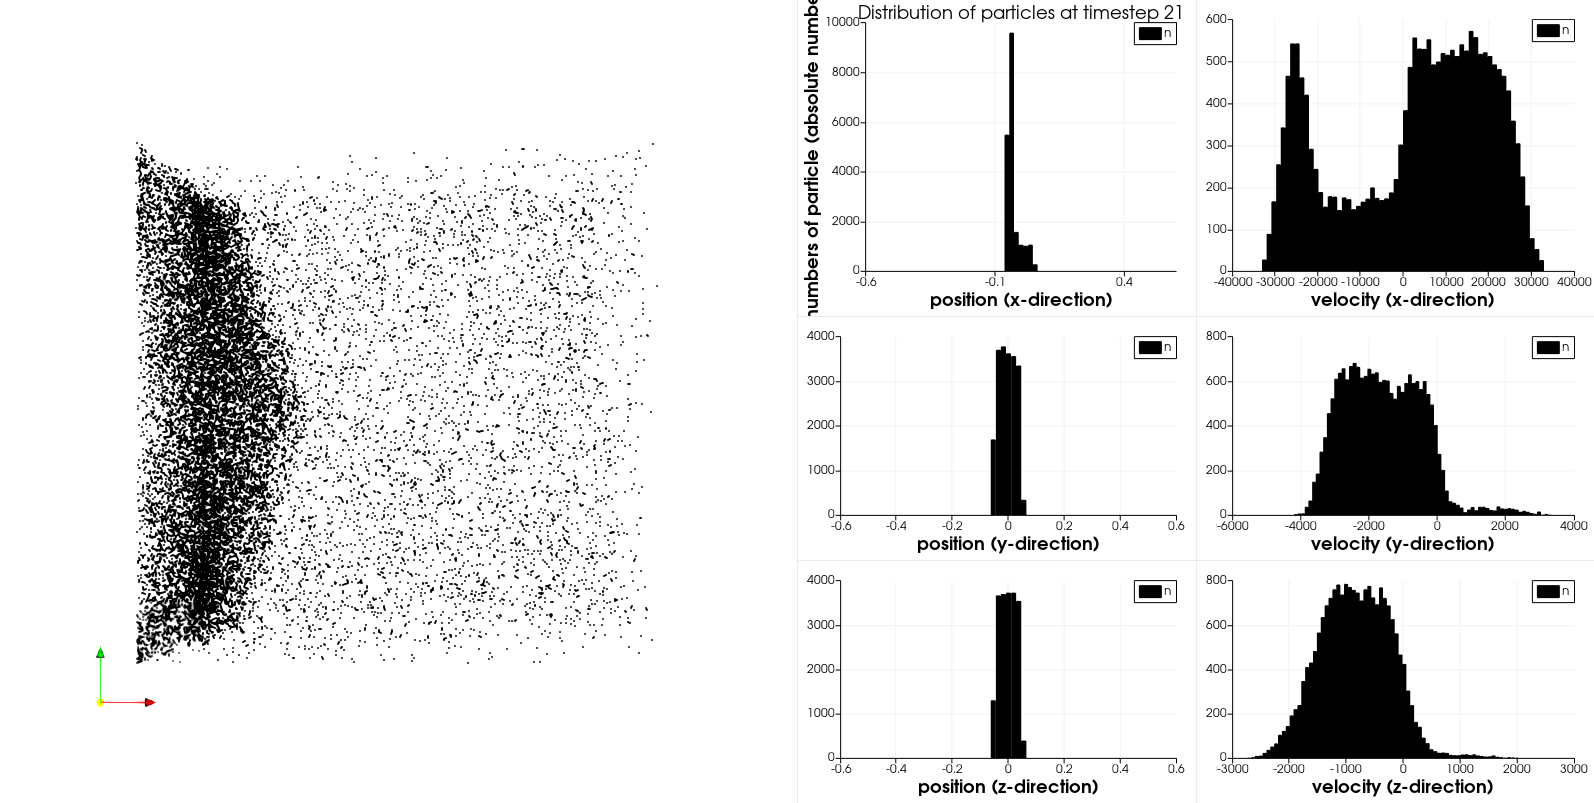 Distribution of particles at timestep 21
numbers of particle (absolute numbe
10000
8000
6000
4000
2000
0
-0.6 -0.1 0.4
position (x-direction)
n
600
500
400
300
200
100
0
-40000 -30000 -20000 -10000 0 10000 20000 30000 40000
velocity (x-direction)
n
4000
3000
2000
1000
0
-0.6 -0.4 -0.2 0 0.2 0.4 0.6
position (y-direction)
n
800
600
400
200
0
-6000 -4000 -2000 0 2000 4000
velocity (y-direction)
n
4000
3000
2000
1000
0
-0.6 -0.4 -0.2 0 0.2 0.4 0.6
position (z-direction)
n
800
600
400
200
0
-3000 -2000 -1000 0 1000 2000 3000
velocity (z-direction)
n